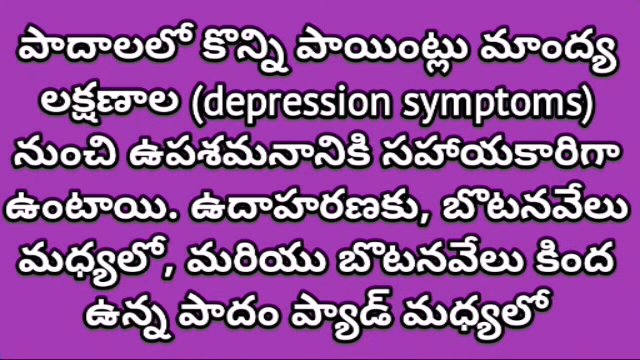 పాదాలలో కొన్ని పాయింట్లు మాంద్య
లక్షణాల (depression symptoms)
నుంచి ఉపశమనానికి సహాయకారిగా
ఉంటాయి. ఉదాహరణకు, బొటనవేలు
మధ్యలో, మరియు బొటనవేలు కింద
ఉన్న పాదం ప్యాడ్ మధ్యలో